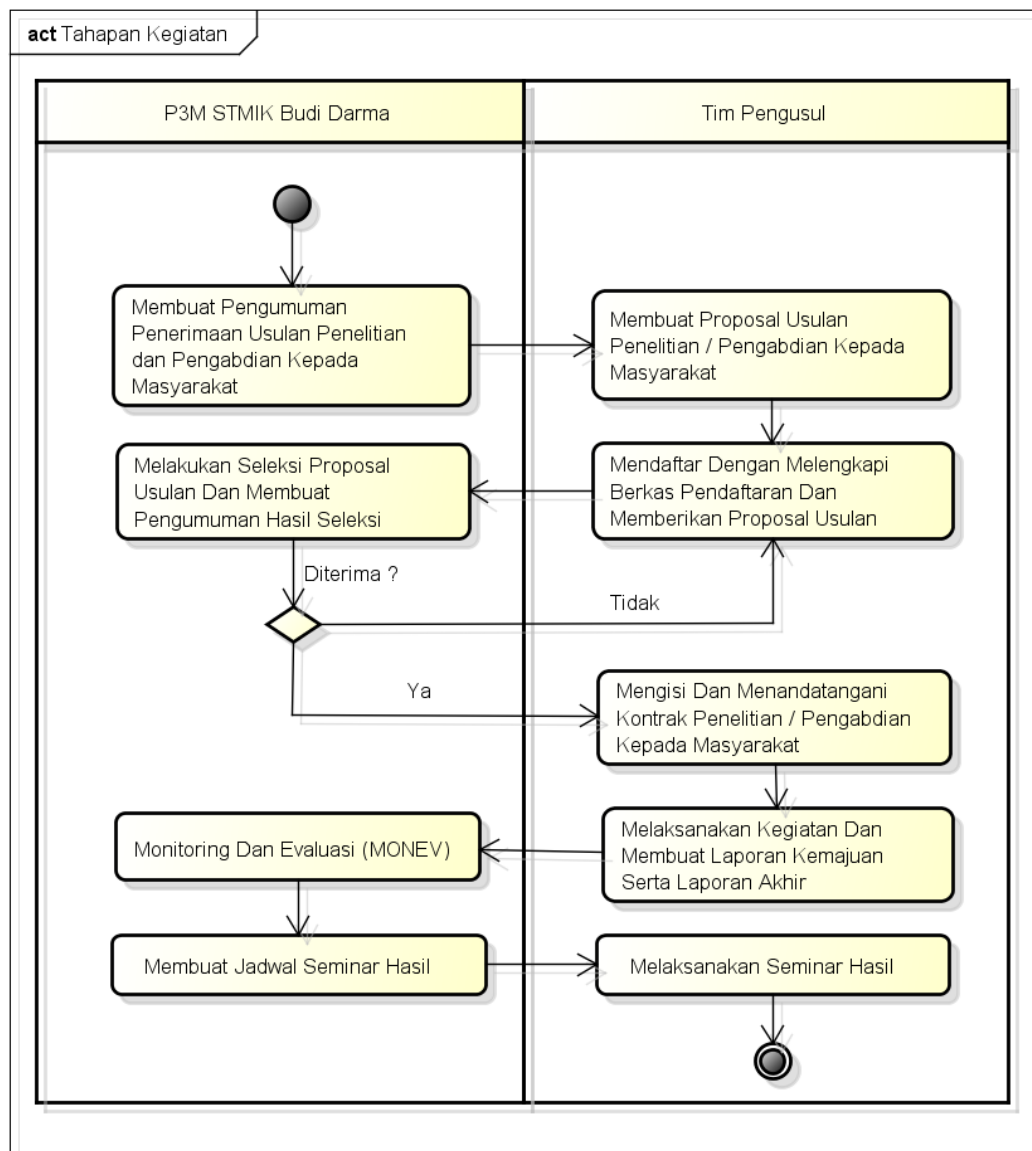 act Tahapan Kegiatan
P3M STMIK Budi Darma
Tim Pengusul
Membuat Pengumuman
Penerimaan Usulan Penelitian
dan Pengabdian Kepada
Masyarakat
Membuat Proposal Usulan
Penelitian / Pengabdian Kepada
Masyarakat
Melakukan Seleksi Proposal
Usulan Dan Membuat
Pengumuman Hasil Seleksi
Mendaftar Dengan Melengkapi
Berkas Pendaftaran Dan
Memberikan Proposal Usulan
Diterima ?
Tidak
Ya
Mengisi Dan Menandatangani
Kontrak Penelitian / Pengabdian
Kepada Masyarakat
Monitoring Dan Evaluasi (MONEV)
Melaksanakan Kegiatan Dan
Membuat Laporan Kemajuan
Serta Laporan Akhir
Membuat Jadwal Seminar Hasil
Melaksanakan Seminar Hasil